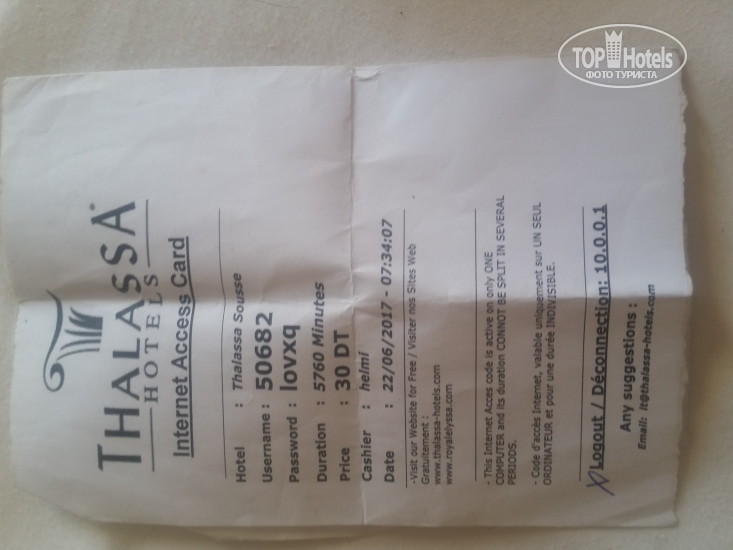 THALASSA
HOTELS
Internet Access Card
Hotel : Thalassa Sousse
Username : 50682
Password : lovxq
Duration : 5760 Minutes
Price : 30 DT
Cashier : helmi
Date : 22/06/2017 - 07:34:07
-Visit our Website for Free / Visiter nos Sites Web
Gratuitement :
www.thalassa-hotels.com
www.royalelyssa.com
- This Internet Acces code is active on only ONE
COMPUTER and its duration CONNOT BE SPLIT IN SEVERAL
PERIODS.
- Code d'accés Internet, valable uniquement sur UN SEUL
ORDINATEUR et pour une durée INDIVISIBLE.
Logout / Déconnection: 10.0.0.1
Any suggestions :
Email: it@thalassa-hotels.com
TOP Hotels
ФОТО ТУРИСТА